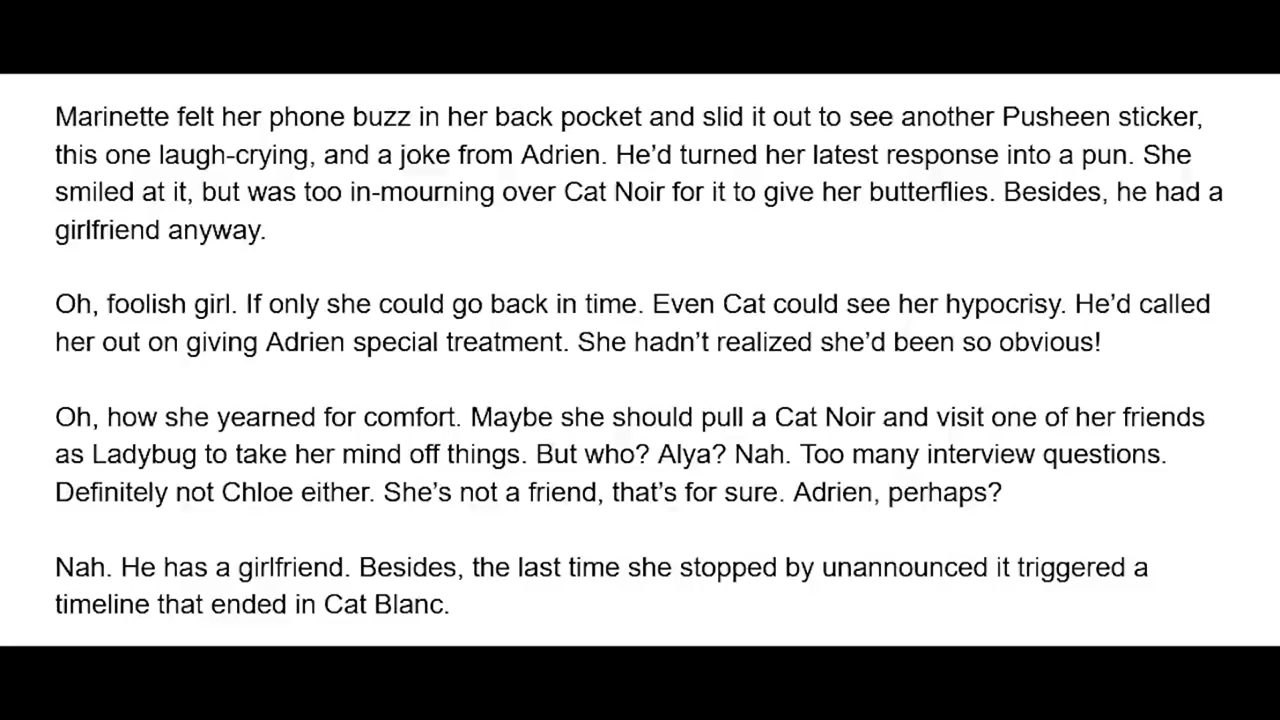 Marinette felt her phone buzz in her back pocket and slid it out to see another Pusheen sticker,
this one laugh-crying, and a joke from Adrien. He’d turned her latest response into a pun. She
smiled at it, but was too in-mourning over Cat Noir for it to give her butterflies. Besides, he had a
girlfriend anyway.
Oh, foolish girl. If only she could go back in time. Even Cat could see her hypocrisy. He’d called
her out on giving Adrien special treatment. She hadn’t realized she’d been so obvious!
Oh, how she yearned for comfort. Maybe she should pull a Cat Noir and visit one of her friends
as Ladybug to take her mind off things. But who? Alya? Nah. Too many interview questions.
Definitely not Chloe either. She’s not a friend, that’s for sure. Adrien, perhaps?
Nah. He has a girlfriend. Besides, the last time she stopped by unannounced it triggered a
timeline that ended in Cat Blanc.